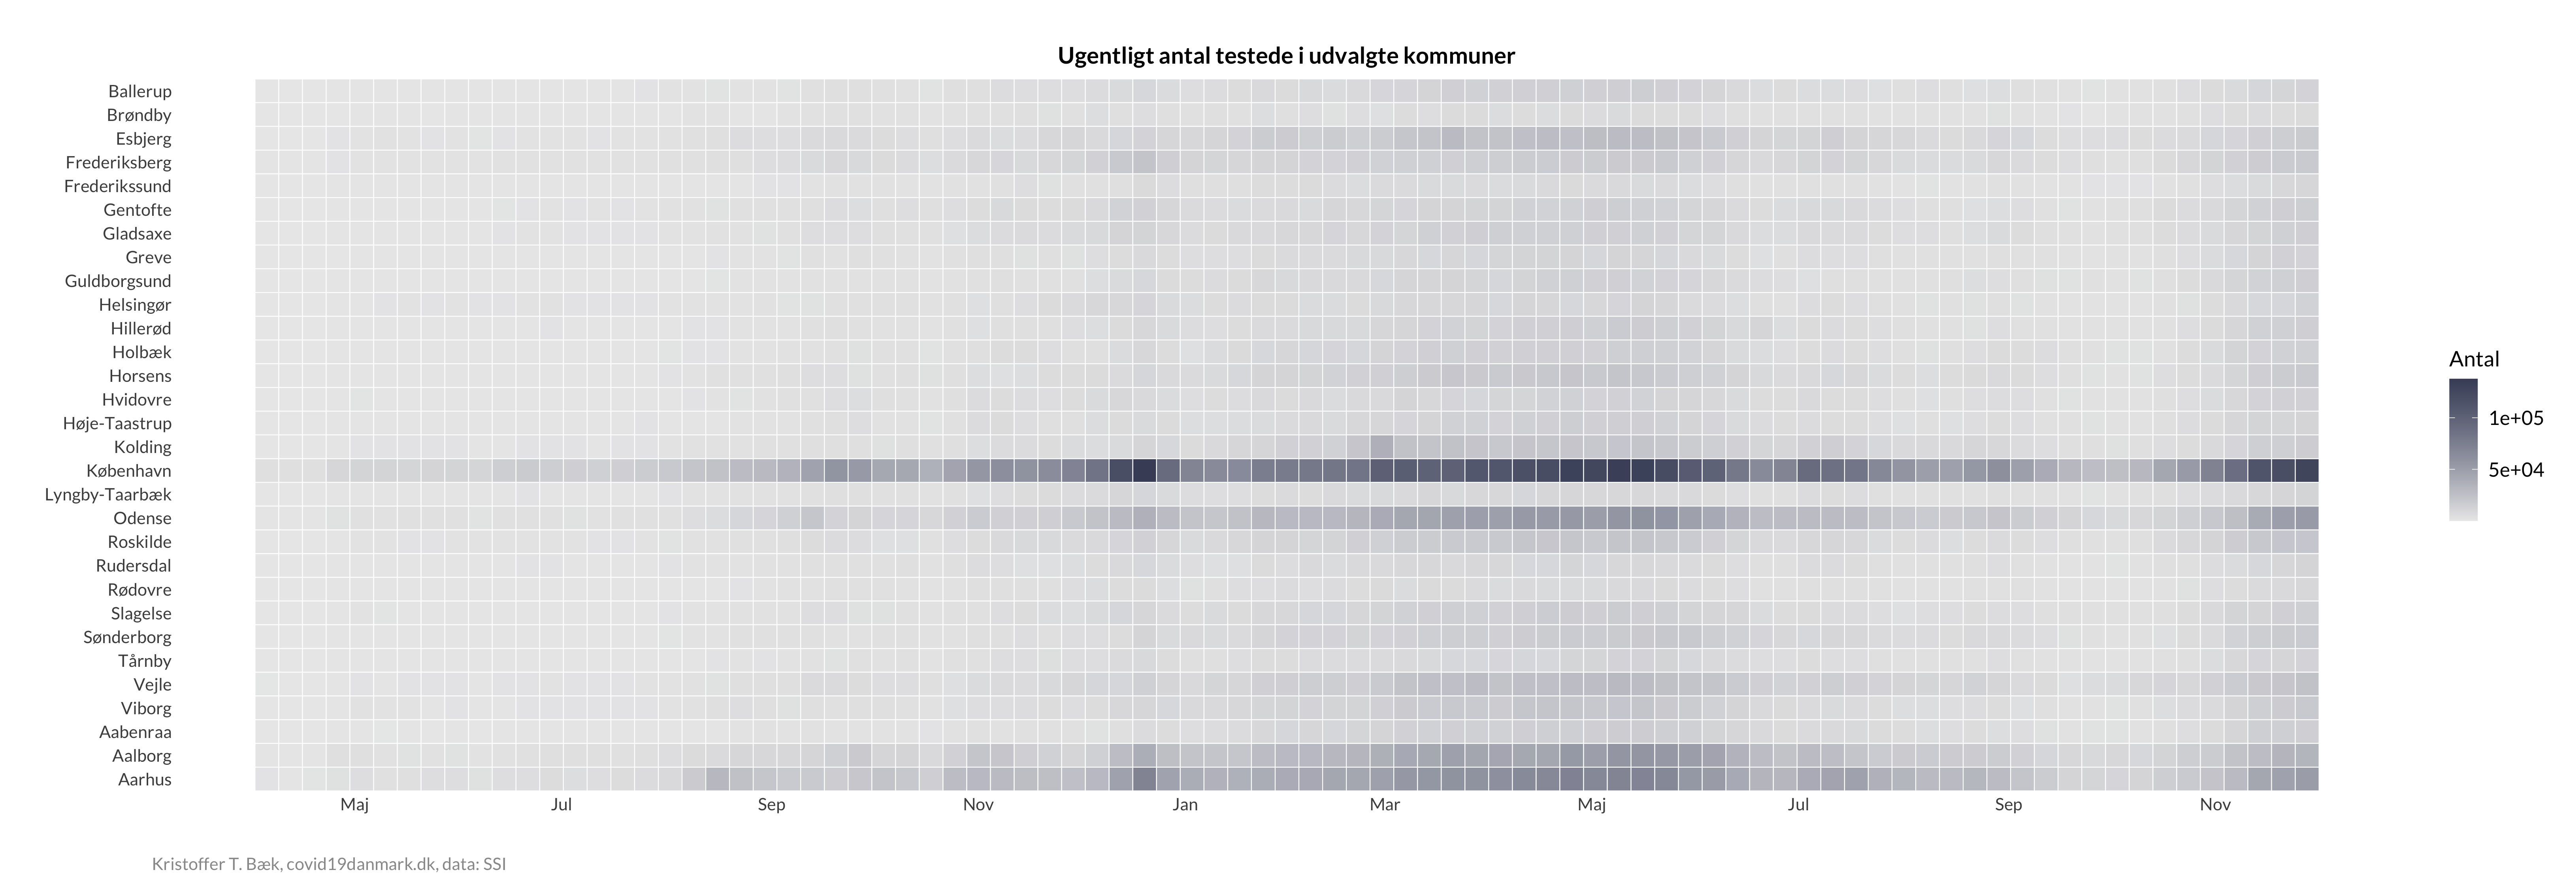 Ugentligt antal testede i udvalgte kommuner
Ballerup
Brøndby
Esbjerg
Frederiksberg
Frederikssund
Gentofte
Gladsaxe
Greve
Guldborgsund
Helsingør
Hillerød
Holbæk
Horsens
Hvidovre
Høje-Taastrup
Kolding
København
Lyngby-Taarbæk
Odense
Roskilde
Rudersdal
Rødovre
Slagelse
Sønderborg
Tårnby
Vejle
Viborg
Aabenraa
Aalborg
Aarhus
Maj Jul Sep Nov Jan Mar Maj Jul Sep Nov
Antal
1e+05
5e+04
Kristoffer T. Bæk, covid19danmark.dk, data: SSI